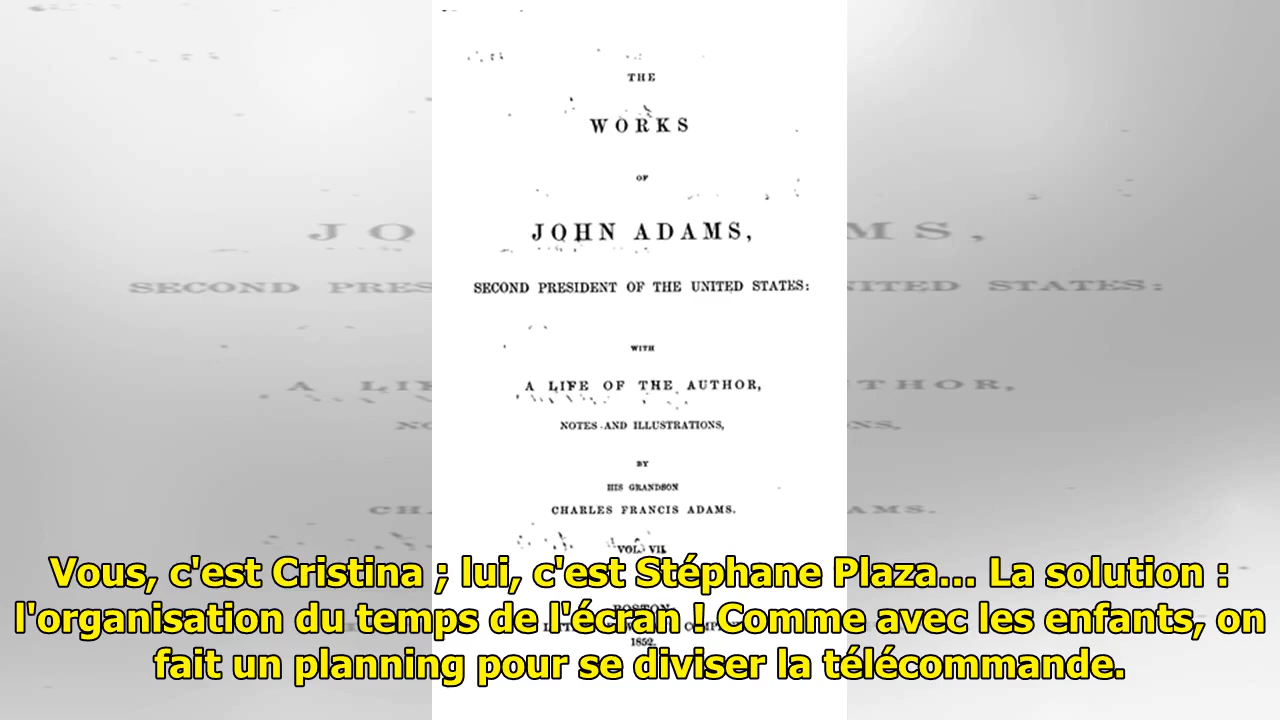 THE
WORKS
OF
JOHN ADAMS,
SECOND PRESIDENT OF THE UNITED STATES:
WITH
A LIFE OF THE AUTHOR,
NOTES AND ILLUSTRATIONS,
BY
HIS GRANDSON
CHARLES FRANCIS ADAMS.
VOL. VII.
Vous, c'est Cristina ; lui, c'est Stéphane Plaza... La solution :
l'organisation du temps de l'écran ! Comme avec les enfants, on
fait un planning pour se diviser la télécommande.
BOSTON:
1852.